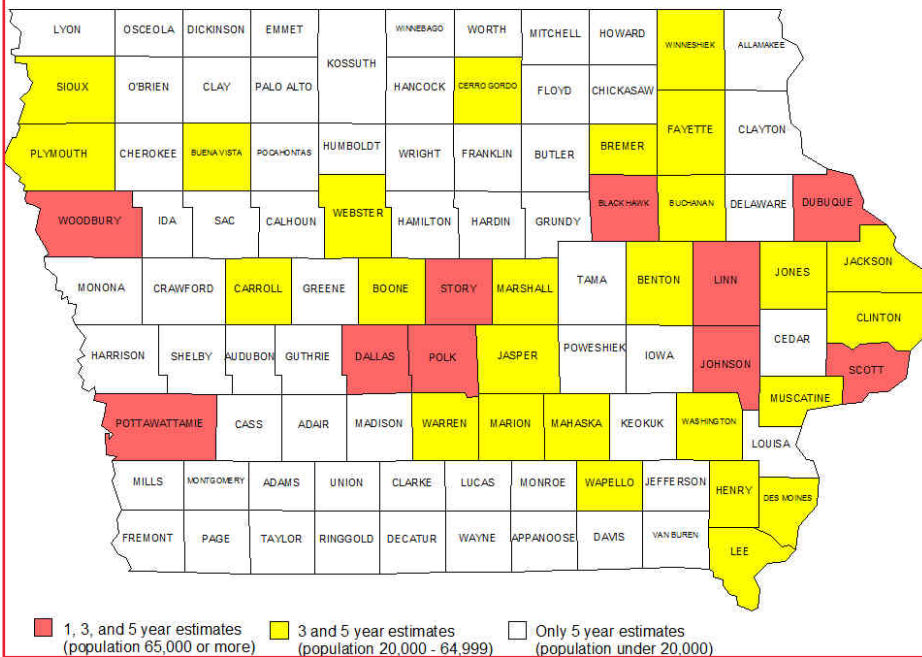 LYON OSCEOLA DICKINSON EMMET WINNEBAGO WORTH MITCHELL HOWARD WINNESHIEK ALLAMAKEE
KOSSUTH
SIOUX O'BRIEN CLAY PALO ALTO HANCOCK CERRO GORDO FLOYD CHICKASAW
FAYETTE CLAYTON
PLYMOUTH CHEROKEE BUENA VISTA POCAHONTAS HUMBOLDT WRIGHT FRANKLIN BUTLER BREMER
WOODBURY IDA SAC CALHOUN WEBSTER HAMILTON HARDIN GRUNDY BLACK HAWK BUCHANAN DELAWARE DUBUQUE
MONONA CRAWFORD CARROLL GREENE BOONE STORY MARSHALL TAMA BENTON LINN JONES JACKSON
CLINTON
HARRISON SHELBY AUDUBON GUTHRIE DALLAS POLK JASPER POWESHIEK IOWA JOHNSON CEDAR SCOTT
MUSCATINE
POTTAWATTAMIE CASS ADAIR MADISON WARREN MARION MAHASKA KEOKUK WASHINGTON
LOUISA
MILLS MONTGOMERY ADAMS UNION CLARKE LUCAS MONROE WAPELLO JEFFERSON HENRY DES MOINES
FREMONT PAGE TAYLOR RINGGOLD DECATUR WAYNE APPANOOSE DAVIS VAN BUREN LEE
1, 3, and 5 year estimates
(population 65,000 or more)
3 and 5 year estimates
(population 20,000 - 64,999)
Only 5 year estimates
(population under 20,000)